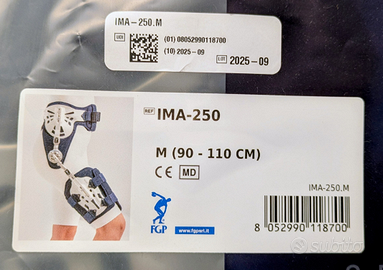 IMA-250.M
UDI
(01) 08052990118700
(10) 2025-09
LOT 2025-09
REF IMA-250
M (90 - 110 CM)
CE MD
FGP
www.fgpsrl.it
IMA-250.M
8 052990 118700
subito